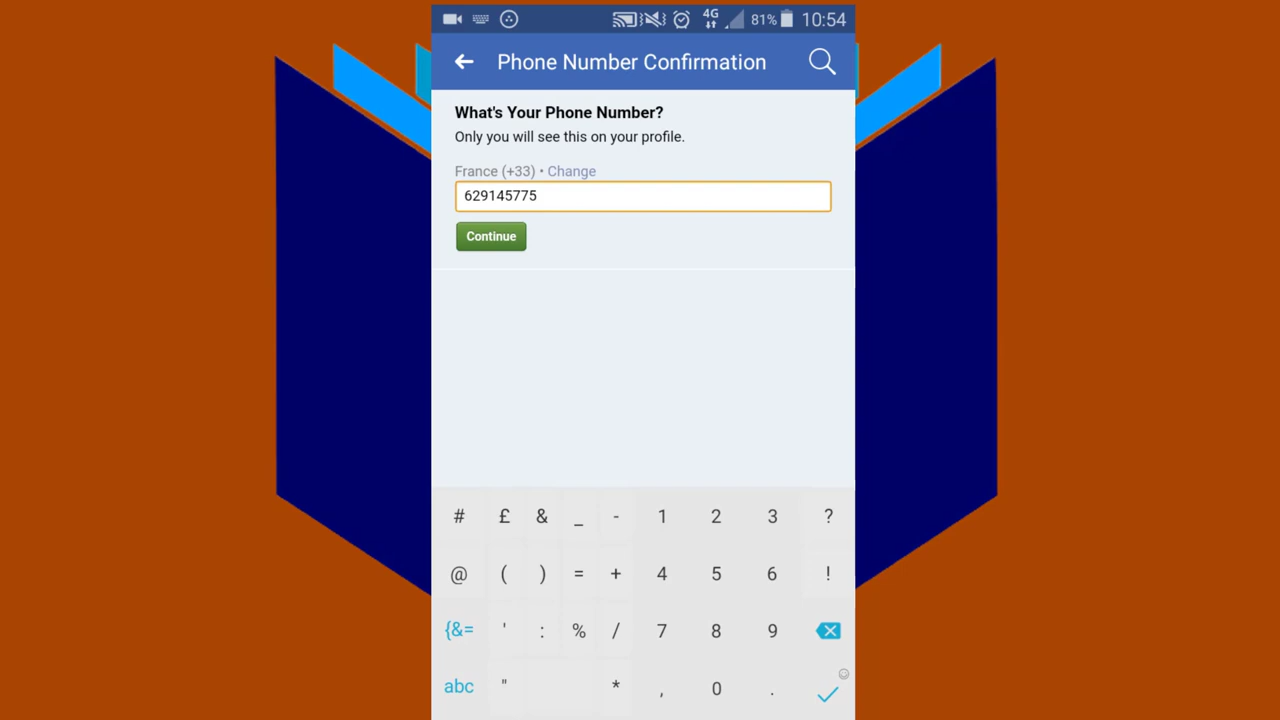 4G 81% 10:54
Phone Number Confirmation
What's Your Phone Number?
Only you will see this on your profile.
France (+33) • Change
629145775
Continue
# £ & _ - 1 2 3 ?
@ ( ) = + 4 5 6 !
{&= ' : % / 7 8 9
abc " * , 0 .